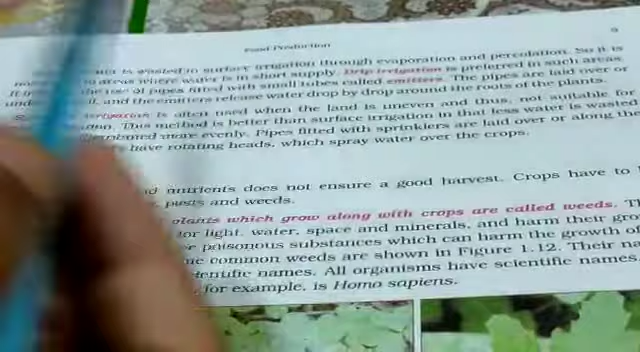 Food Production
9
is wasted in surface irrigation through evaporation and percolation. So it is
areas where water is in short supply. Drip irrigation is preferred in such areas.
the use of pipes fitted with small tubes called emitters. The pipes are laid over or
und and the emitters release water drop by drop around the roots of the plants.
irrigation is often used when the land is uneven and thus, not suitable for
This method is better than surface irrigation in that less water is wasted
more evenly. Pipes fitted with sprinklers are laid over or along the
have rotating heads, which spray water over the crops.
nutrients does not ensure a good harvest. Crops have to
pests and weeds.
plants which grow along with crops are called weeds.
for light, water, space and minerals, and harm their gro
poisonous substances which can harm the growth of
common weeds are shown in Figure 1.12. Their na
scientific names. All organisms have scientific names.
for example, is Homo sapiens.